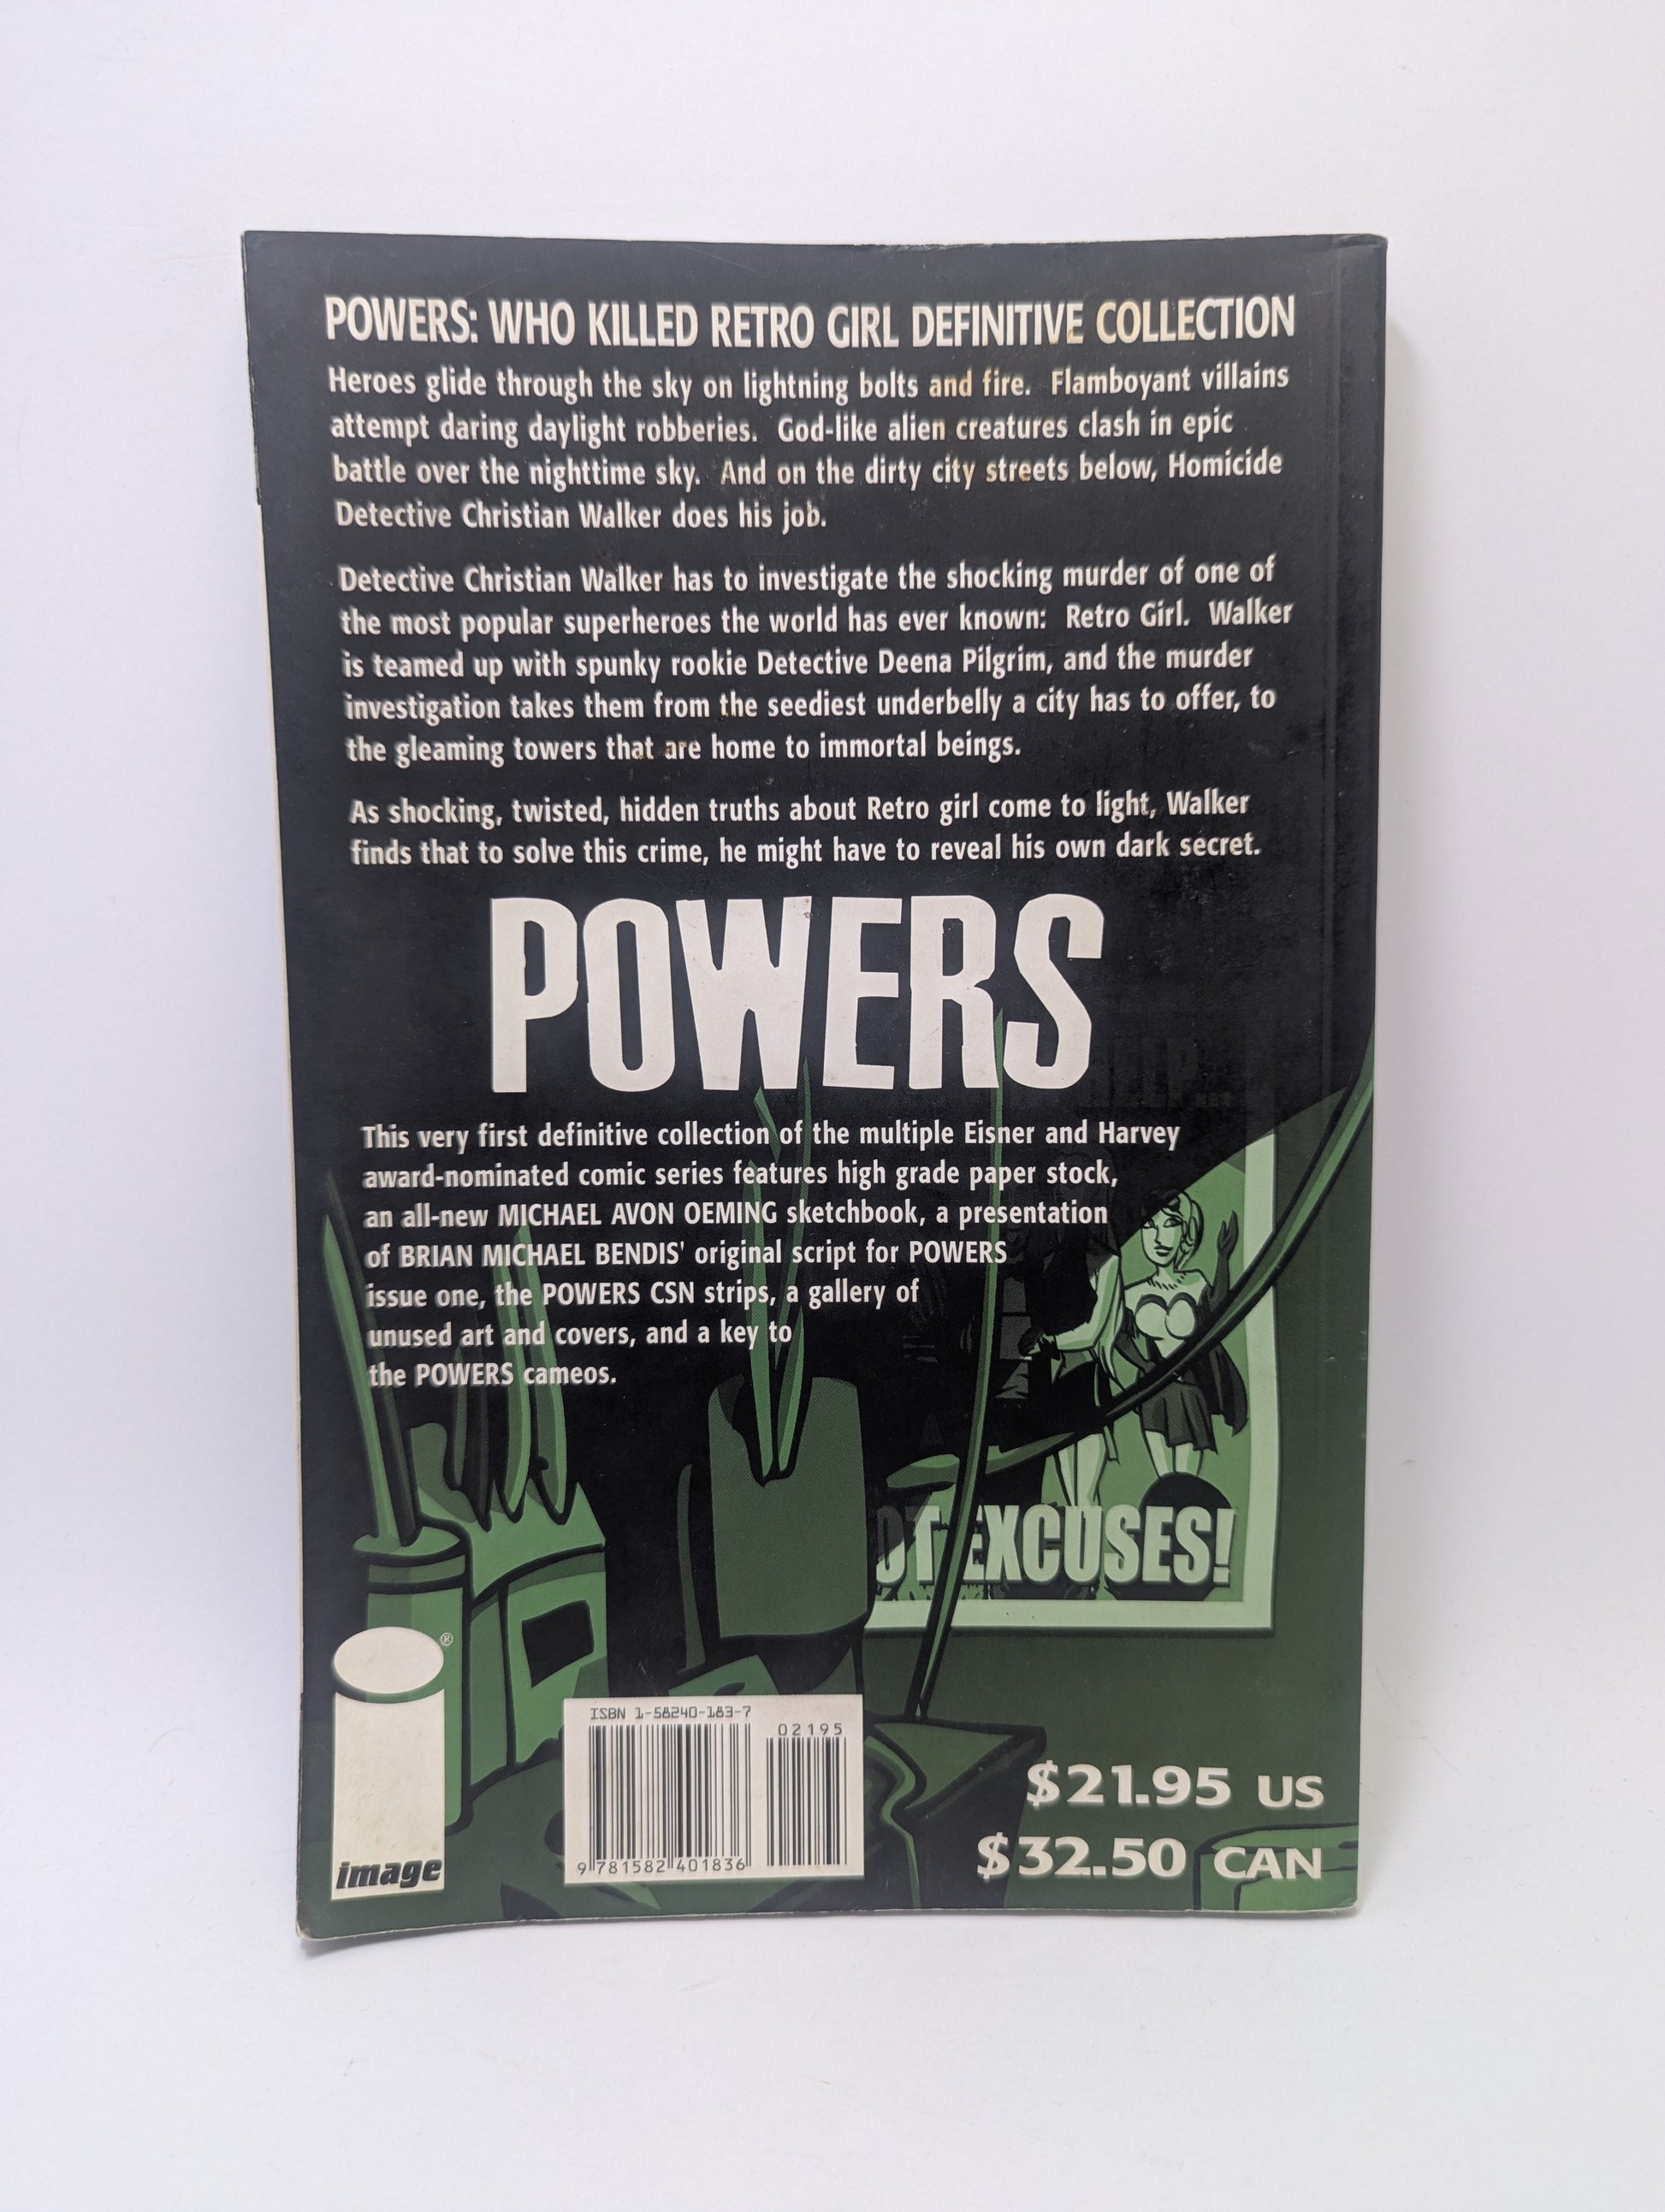 POWERS: WHO KILLED RETRO GIRL DEFINITIVE COLLECTION
Heroes glide through the sky on lightning bolts and fire. Flamboyant villains
attempt daring daylight robberies. God-like alien creatures clash in epic
battle over the nighttime sky. And on the dirty city streets below, Homicide
Detective Christian Walker does his job.
Detective Christian Walker has to investigate the shocking murder of one of
the most popular superheroes the world has ever known: Retro Girl. Walker
is teamed up with spunky rookie Detective Deena Pilgrim, and the murder
investigation takes them from the seediest underbelly a city has to offer, to
the gleaming towers that are home to immortal beings.
As shocking, twisted, hidden truths about Retro girl come to light, Walker
finds that to solve this crime, he might have to reveal his own dark secret.
POWERS
HELP...
This very first definitive collection of the multiple Eisner and Harvey
award-nominated comic series features high grade paper stock,
an all-new MICHAEL AVON OEMING sketchbook, a presentation
of BRIAN MICHAEL BENDIS' original script for POWERS
issue one, the POWERS CSN strips, a gallery of
unused art and covers, and a key to
the POWERS cameos.
OT EXCUSES!
®
image
ISBN 1-58240-183-7
02195
9 781582 401836
$21.95 US
$32.50 CAN